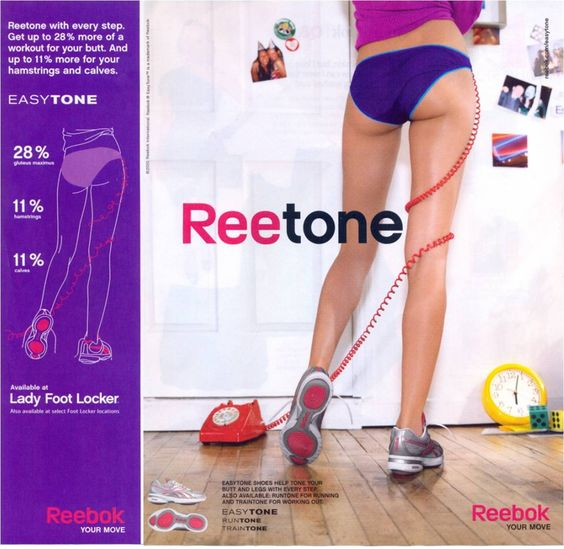 Reetone with every step.
Get up to 28% more of a
workout for your butt. And
up to 11% more for your
hamstrings and calves.
EASYTONE
28%
gluteus maximus
11%
hamstrings
11%
calves
Available at
Lady Foot Locker
Also available at select Foot Locker locations
Reebok
YOUR MOVE
reebok.com/easytone
Reetone
EASYTONE SHOES HELP TONE YOUR
BUTT AND LEGS WITH EVERY STEP.
ALSO AVAILABLE: RUNTONE FOR RUNNING
AND TRAINTONE FOR WORKING OUT.
EASYTONE
RUNTONE
TRAINTONE
Reebok
YOUR MOVE